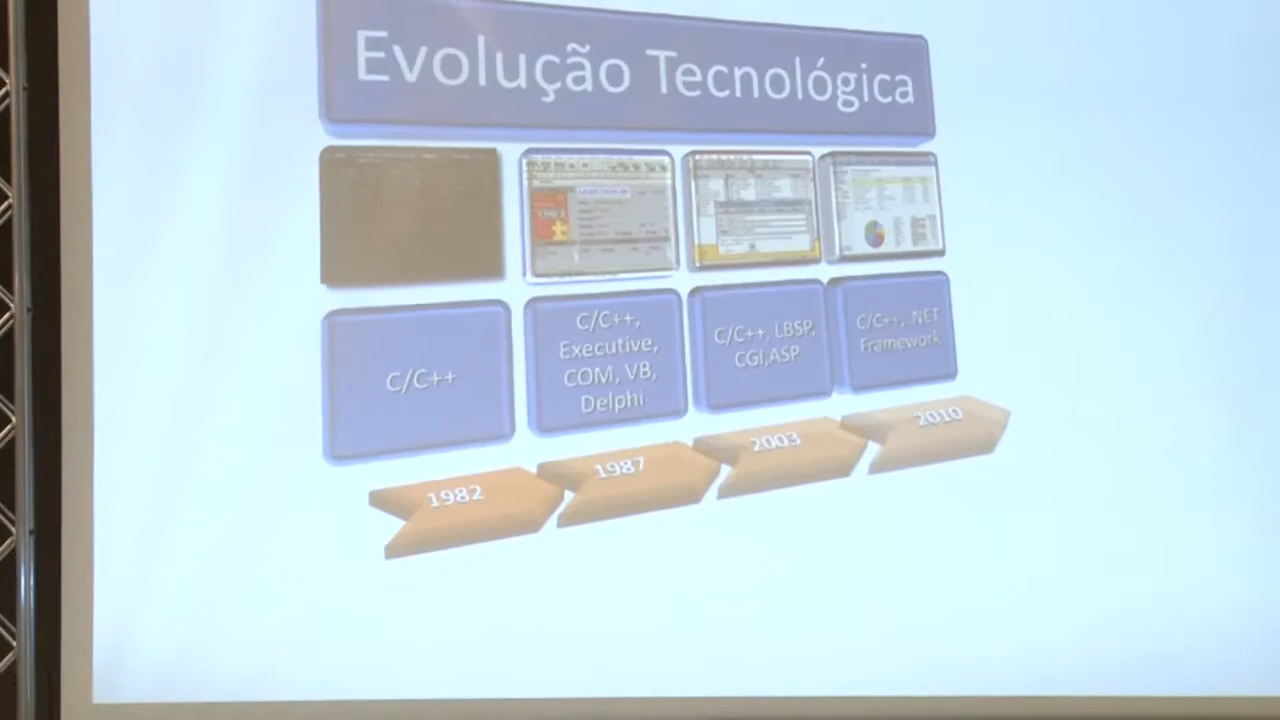 Evolução Tecnológica
C/C++
C/C++,
Executive,
COM, VB,
Delphi
C/C++, LBSP,
CGI,ASP
C/C++, .NET
Framework
1982
1987
2003
2010